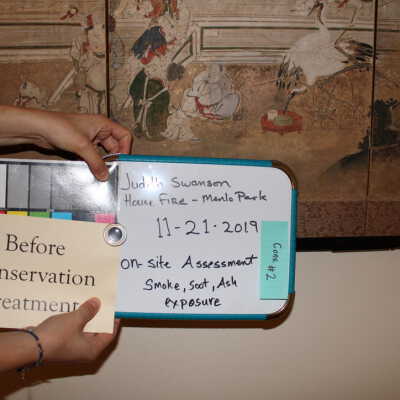 Judith Swanson
House Fire - Menlo Park
11-21-2019
On-site Assessment
Smoke, Soot, Ash
exposure
Cons #2
Before
nservation
reatment